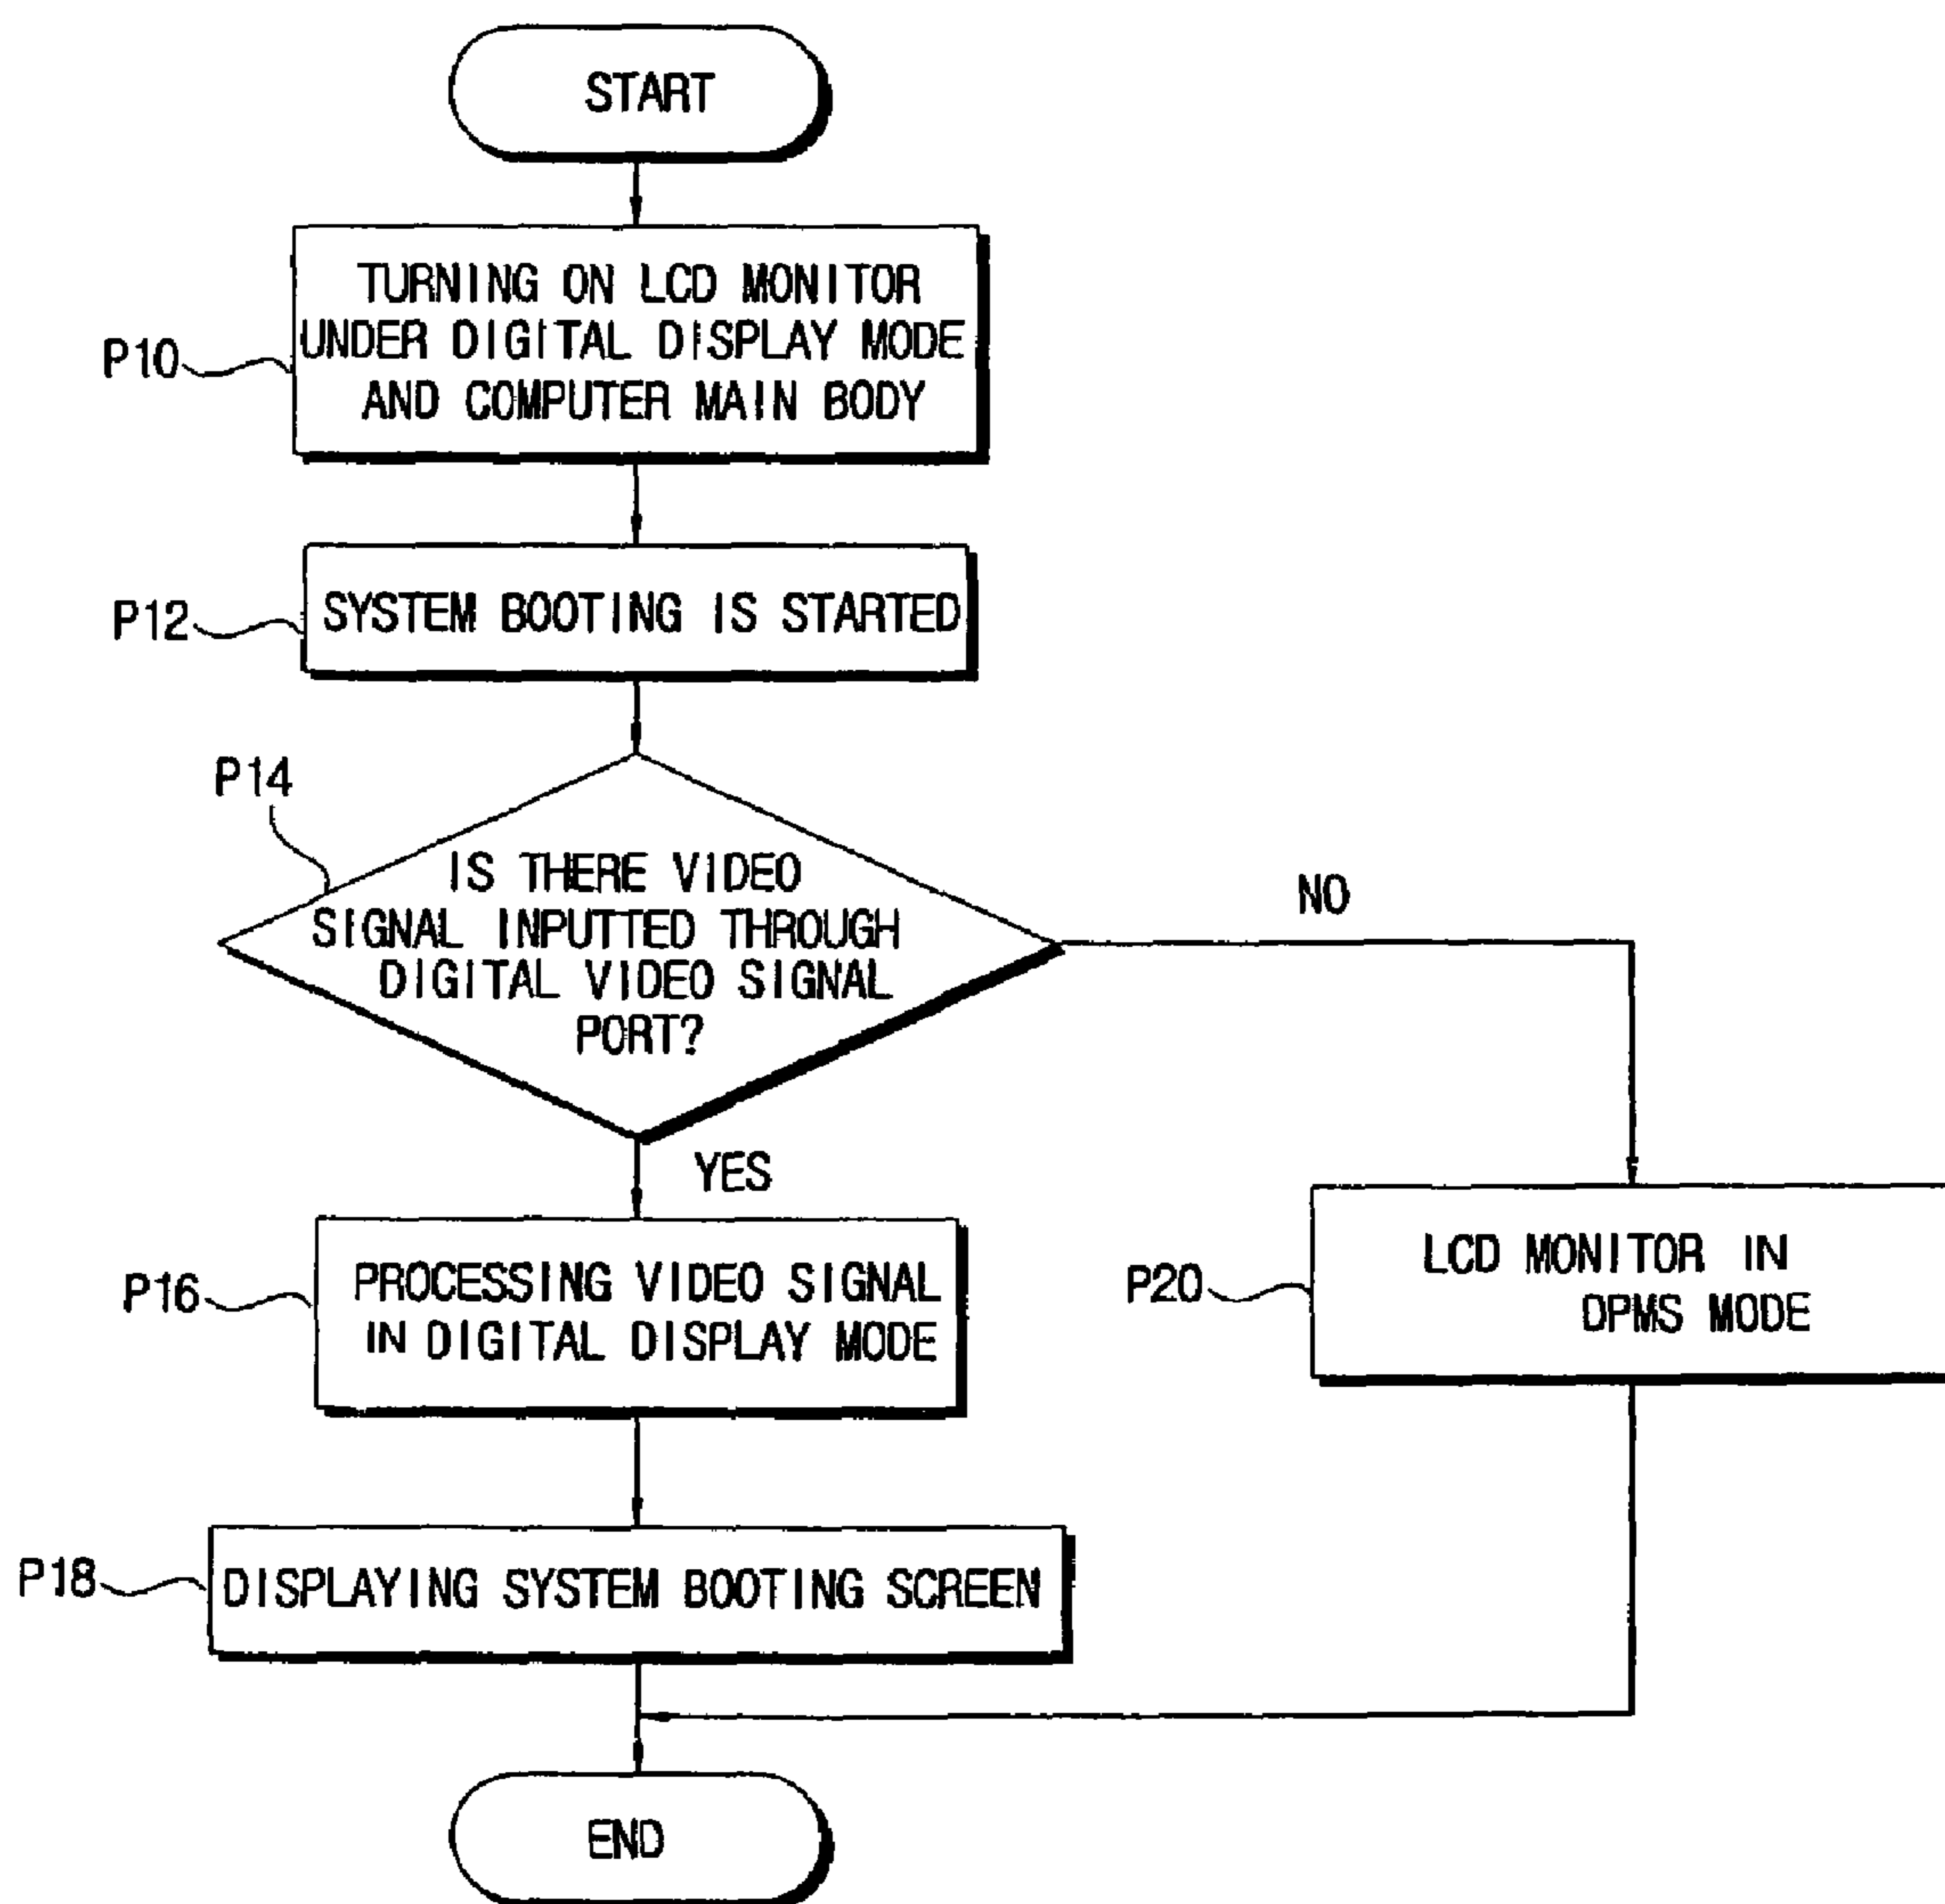 START
TURNING ON LCD MONITOR
UNDER DIGITAL DISPLAY MODE
AND COMPUTER MAIN BODY
P10
SYSTEM BOOTING IS STARTED
P12
P14
IS THERE VIDEO
SIGNAL INPUTTED THROUGH
DIGITAL VIDEO SIGNAL
PORT?
NO
YES
PROCESSING VIDEO SIGNAL
IN DIGITAL DISPLAY MODE
P16
LCD MONITOR IN
DPMS MODE
P20
DISPLAYING SYSTEM BOOTING SCREEN
P18
END